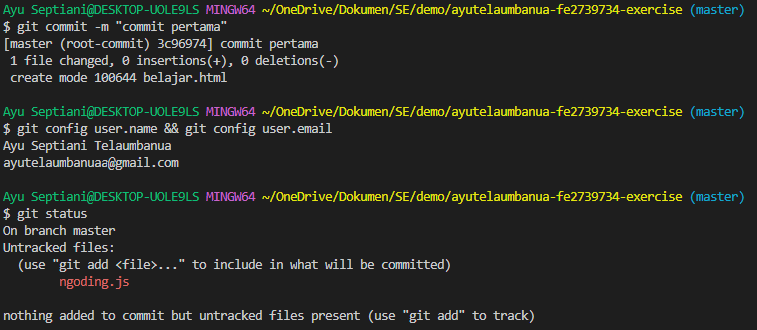 Ayu Septiani@DESKTOP-UOLE9LS MINGW64 ~/OneDrive/Dokumen/SE/demo/ayutelaumbanua-fe2739734-exercise (master)
$ git commit -m "commit pertama"
[master (root-commit) 3c96974] commit pertama
 1 file changed, 0 insertions(+), 0 deletions(-)
 create mode 100644 belajar.html

Ayu Septiani@DESKTOP-UOLE9LS MINGW64 ~/OneDrive/Dokumen/SE/demo/ayutelaumbanua-fe2739734-exercise (master)
$ git config user.name && git config user.email
Ayu Septiani Telaumbanua
ayutelaumbanuaa@gmail.com

Ayu Septiani@DESKTOP-UOLE9LS MINGW64 ~/OneDrive/Dokumen/SE/demo/ayutelaumbanua-fe2739734-exercise (master)
$ git status
On branch master
Untracked files:
  (use "git add <file>..." to include in what will be committed)
        ngoding.js

nothing added to commit but untracked files present (use "git add" to track)